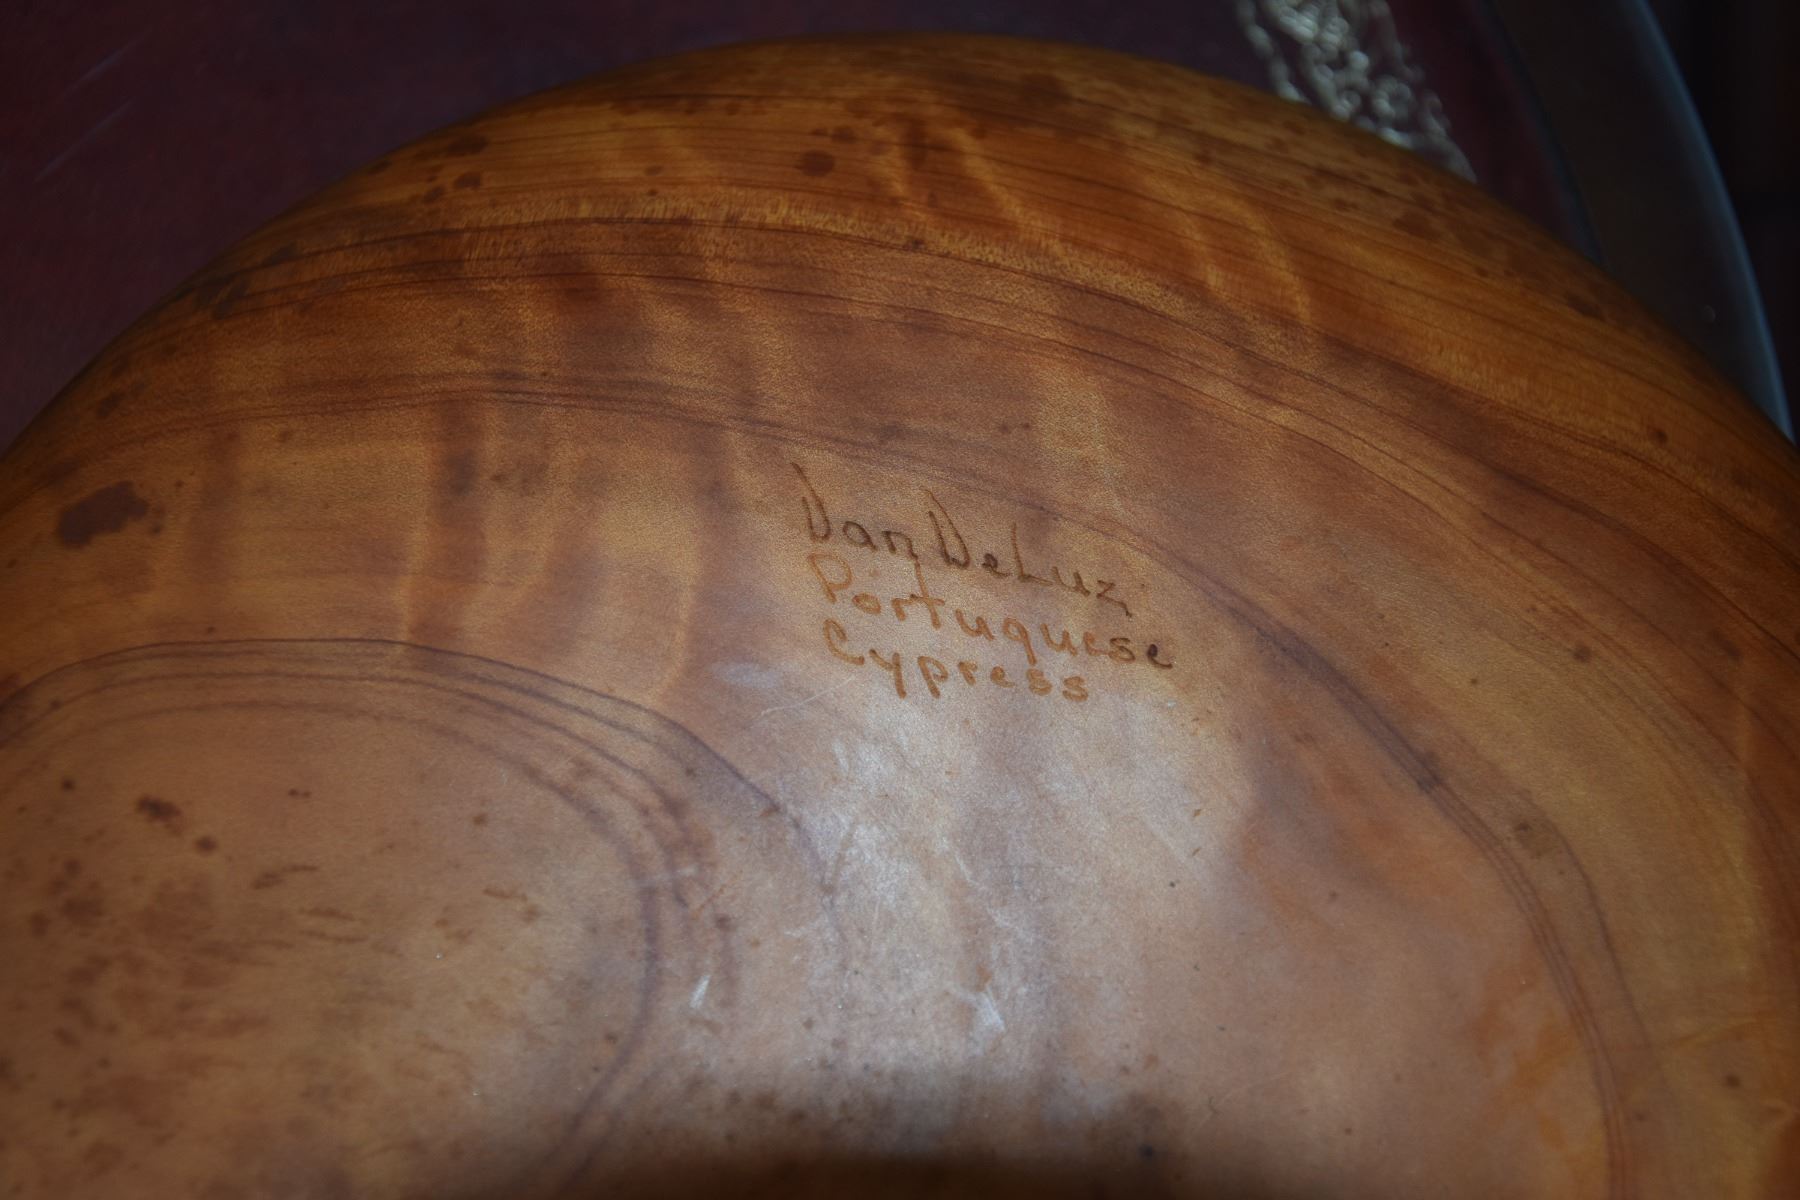 Dan DeLuz
Portuguese
Cypress